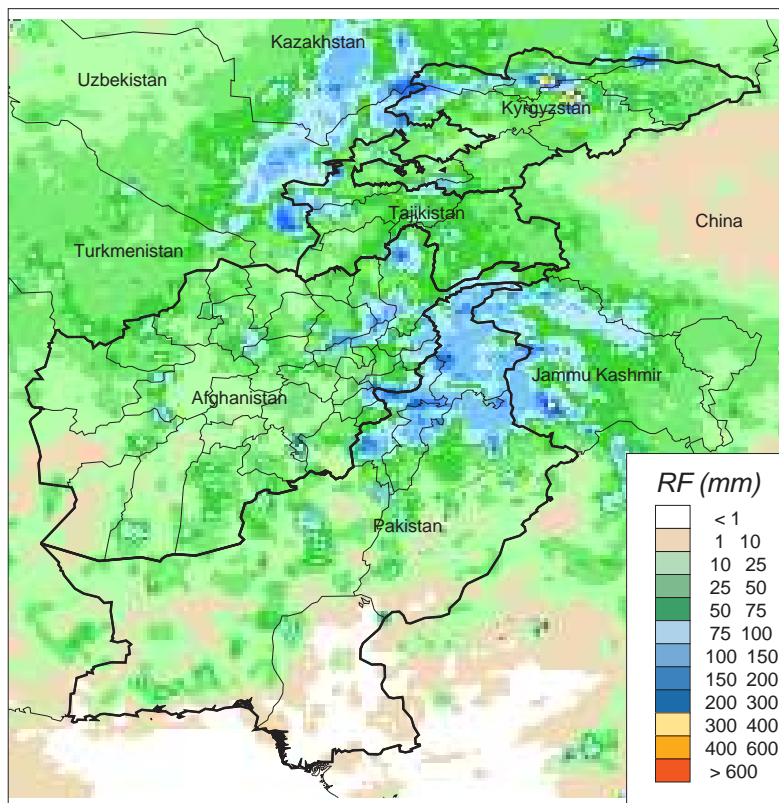 Kazakhstan
Uzbekistan
Kyrgyzstan
Tajikistan
China
Turkmenistan
Jammu Kashmir
Afghanistan
Pakistan
RF (mm)
< 1
1 10
10 25
25 50
50 75
75 100
100 150
150 200
200 300
300 400
400 600
> 600